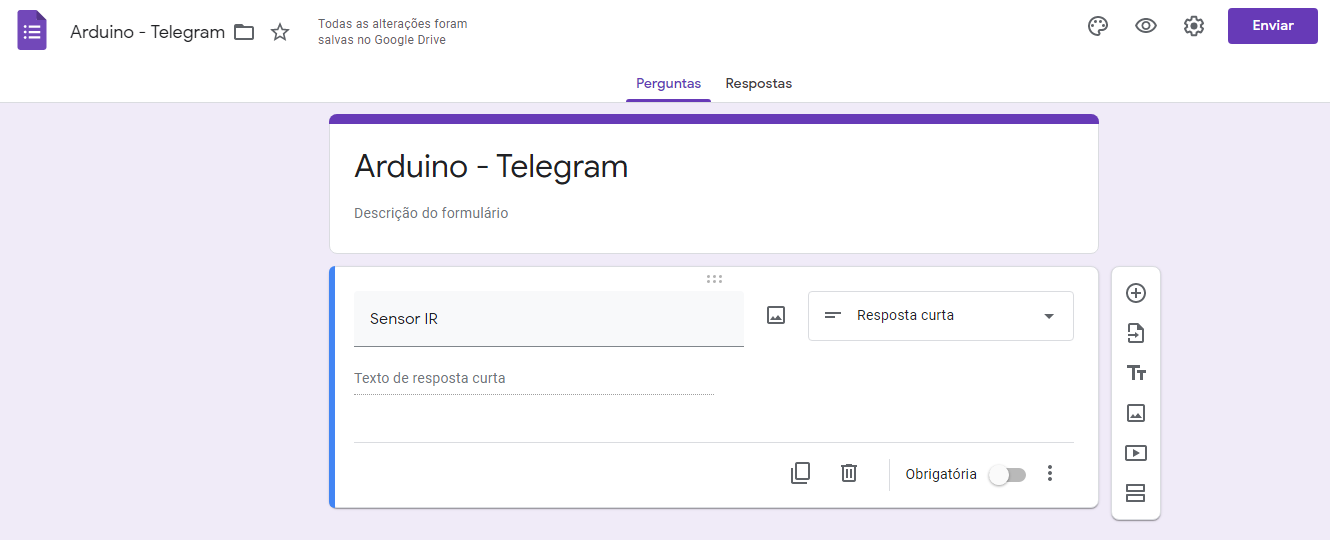 Arduino - Telegram
Todas as alterações foram
salvas no Google Drive
Enviar
Perguntas
Respostas
Arduino - Telegram
Descrição do formulário
Sensor IR
Resposta curta
Texto de resposta curta
Obrigatória